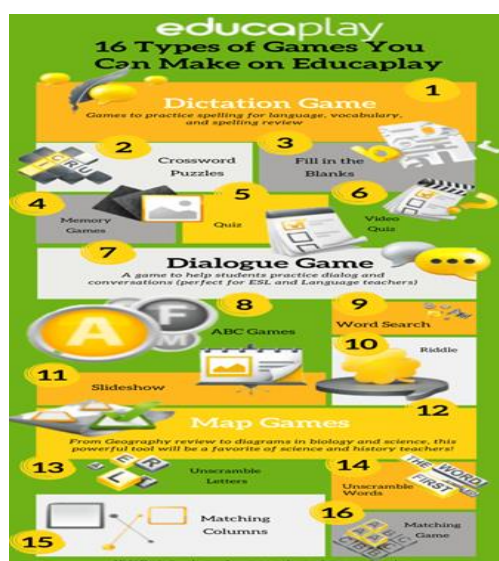 educaplay
16 Types of Games You
Can Make on Educaplay
1
Dictation Game
Games to practice spelling for language, vocabulary,
and spelling review
2
Crossword
Puzzles
3
Fill in the
Blanks
4
Memory
Games
5
Quiz
6
Video
Quiz
7
Dialogue Game
A game to help students practice dialog and
conversations (perfect for ESL and Language teachers)
8
ABC Games
A
F
M
9
Word Search
10
Riddle
11
Slideshow
12
Map Games
From Geography review to diagrams in biology and science, this
powerful tool will be a favorite of science and history teachers!
13
Unscramble
Letters
E
R
L
14
Unscramble
Words
THE WORD
FIRST
15
Matching
Columns
16
Matching
Game